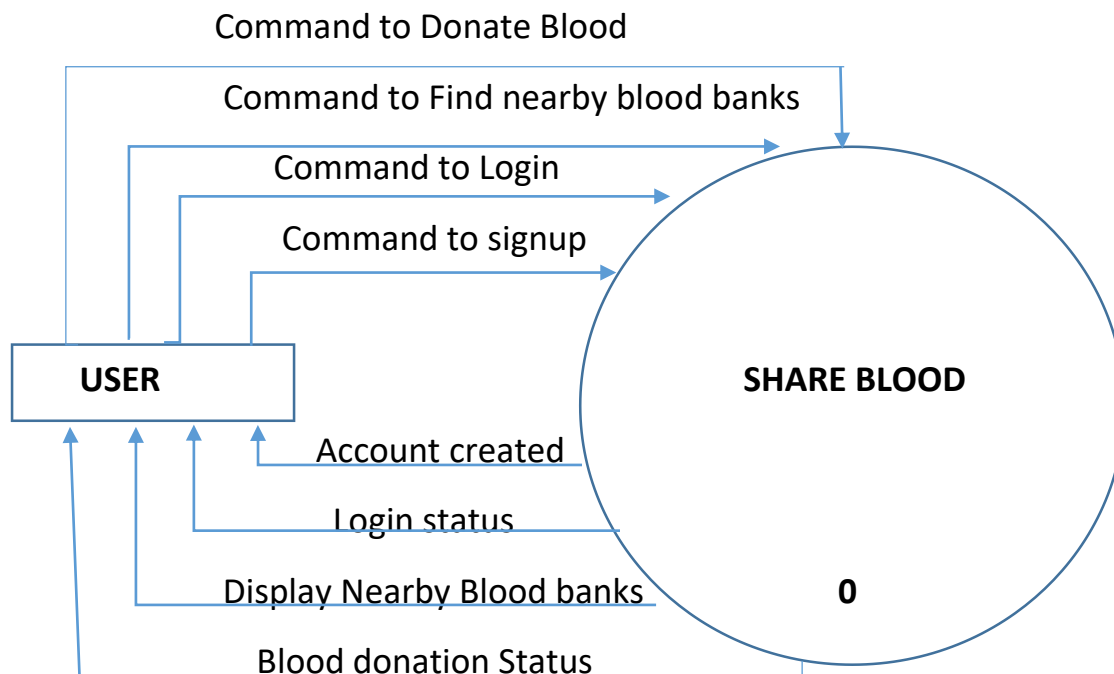 Command to Donate Blood
Command to Find nearby blood banks
Command to Login
Command to signup
USER
SHARE BLOOD
Account created
Login status
Display Nearby Blood banks
0
Blood donation Status